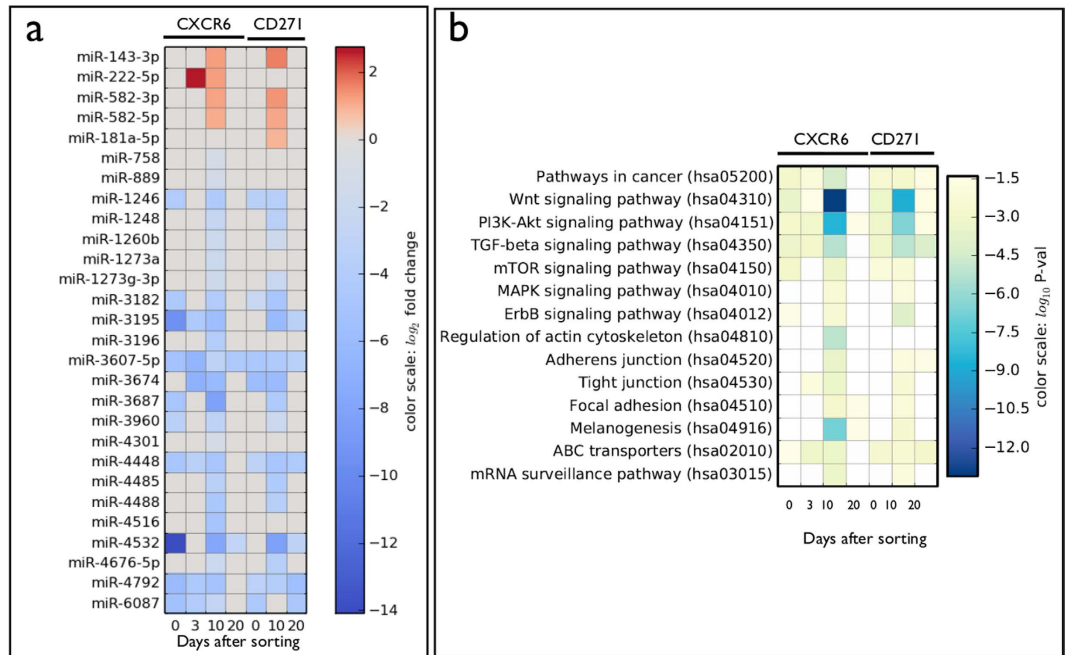 a
CXCR6 CD271
miR-143-3p
miR-222-5p
miR-582-3p
miR-582-5p
miR-181a-5p
miR-758
miR-889
miR-1246
miR-1248
miR-1260b
miR-1273a
miR-1273g-3p
miR-3182
miR-3195
miR-3196
miR-3607-5p
miR-3674
miR-3687
miR-3960
miR-4301
miR-4448
miR-4485
miR-4488
miR-4516
miR-4532
miR-4676-5p
miR-4792
miR-6087
0 3 10 20 0 10 20
Days after sorting
2
0
−2
−4
−6
−8
−10
−12
−14
color scale: log2 fold change
b
CXCR6 CD271
Pathways in cancer (hsa05200)
Wnt signaling pathway (hsa04310)
PI3K-Akt signaling pathway (hsa04151)
TGF-beta signaling pathway (hsa04350)
mTOR signaling pathway (hsa04150)
MAPK signaling pathway (hsa04010)
ErbB signaling pathway (hsa04012)
Regulation of actin cytoskeleton (hsa04810)
Adherens junction (hsa04520)
Tight junction (hsa04530)
Focal adhesion (hsa04510)
Melanogenesis (hsa04916)
ABC transporters (hsa02010)
mRNA surveillance pathway (hsa03015)
0 3 10 20 0 10 20
Days after sorting
−1.5
−3.0
−4.5
−6.0
−7.5
−9.0
−10.5
−12.0
color scale: log10 P-val